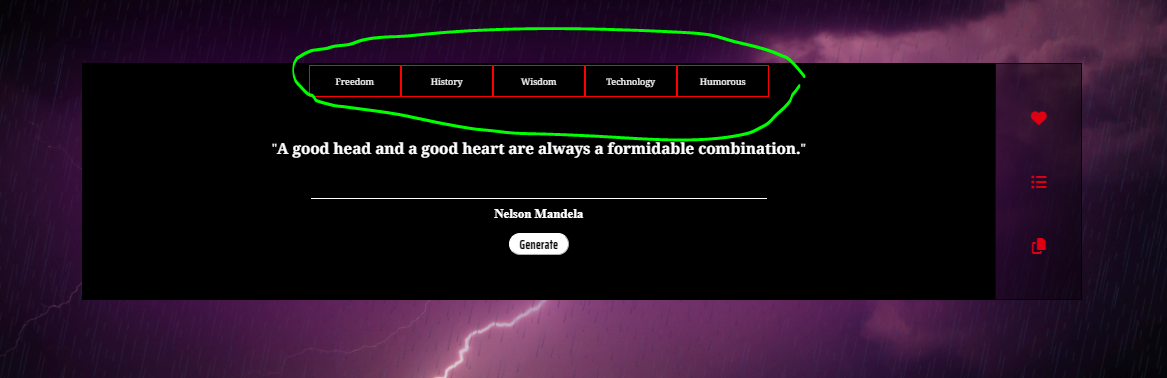 Freedom History Wisdom Technology Humorous
"A good head and a good heart are always a formidable combination."
Nelson Mandela
Generate